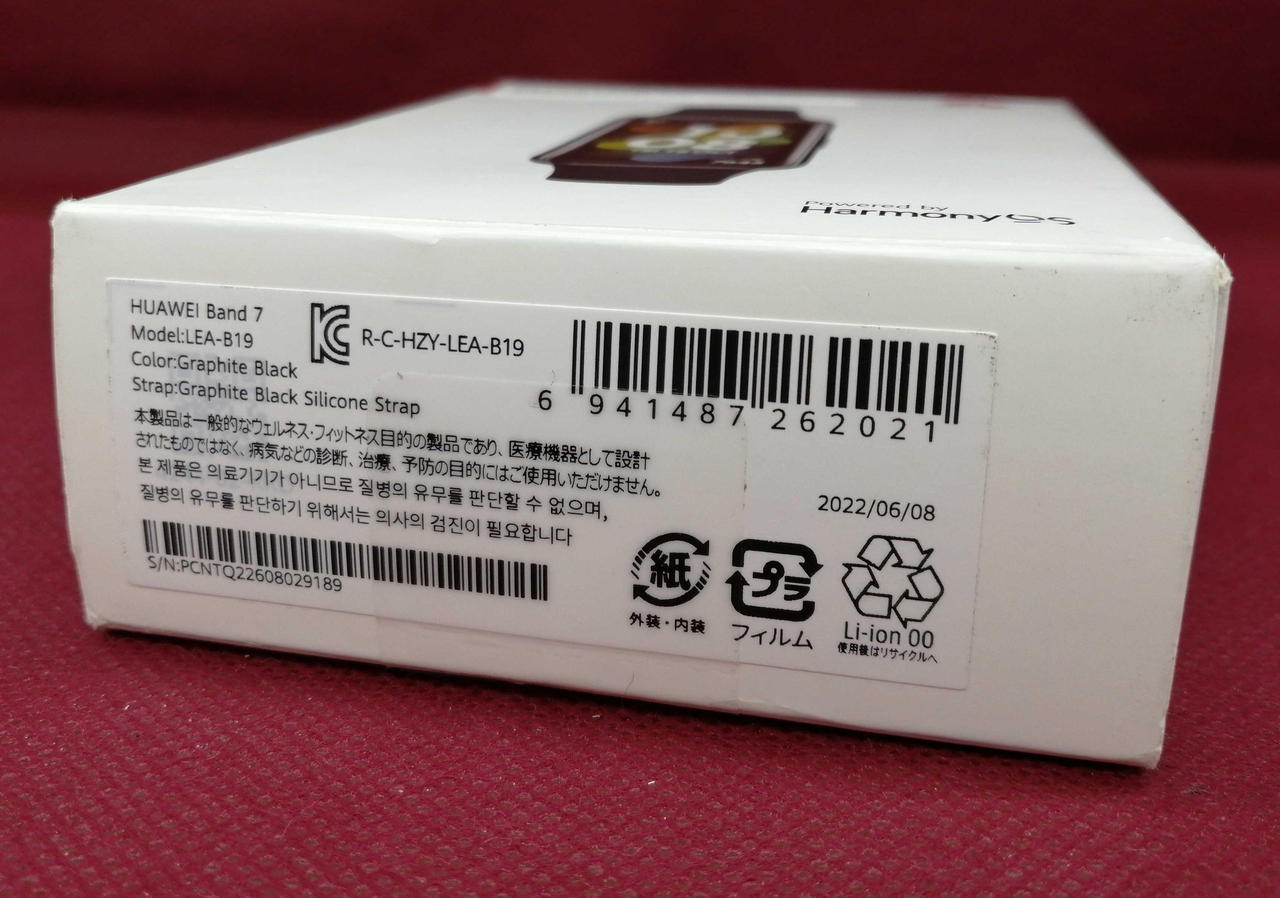 Powered by
HarmonyOS
HUAWEI Band 7
Model:LEA-B19
Color:Graphite Black
Strap:Graphite Black Silicone Strap
R-C-HZY-LEA-B19
6 941487 262021
本製品は一般的なウェルネス・フィットネス目的の製品であり、医療機器として設計
されたものではなく、病気などの診断、治療、予防の目的にはご使用いただけません。
본 제품은 의료기기가 아니므로 질병의 유무를 판단할 수 없으며,
질병의 유무를 판단하기 위해서는 의사의 검진이 필요합니다
S/N:PCNTQ22608029189
2022/06/08
紙
外装・内装
プラ
フィルム
Li-ion 00
使用後はリサイクルへ